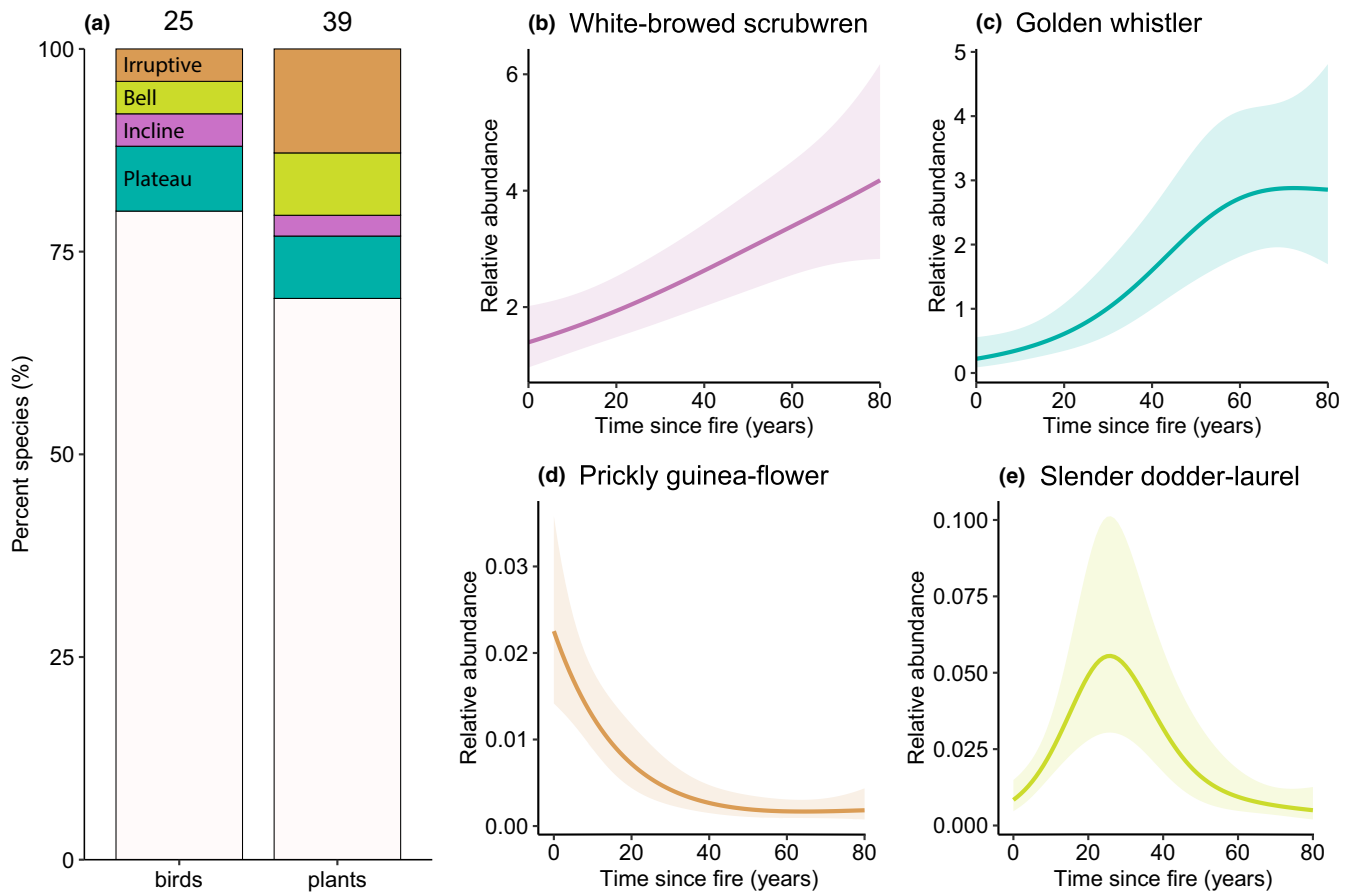 (a)
25
39
100
75
50
25
0
Percent species (%)
Irruptive
Bell
Incline
Plateau
birds
plants
(b) White-browed scrubwren
6
4
2
Relative abundance
0 20 40 60 80
Time since fire (years)
(c) Golden whistler
5
4
3
2
1
0
Relative abundance
0 20 40 60 80
Time since fire (years)
(d) Prickly guinea-flower
0.03
0.02
0.01
0.00
Relative abundance
0 20 40 60 80
Time since fire (years)
(e) Slender dodder-laurel
0.100
0.075
0.050
0.025
0.000
Relative abundance
0 20 40 60 80
Time since fire (years)